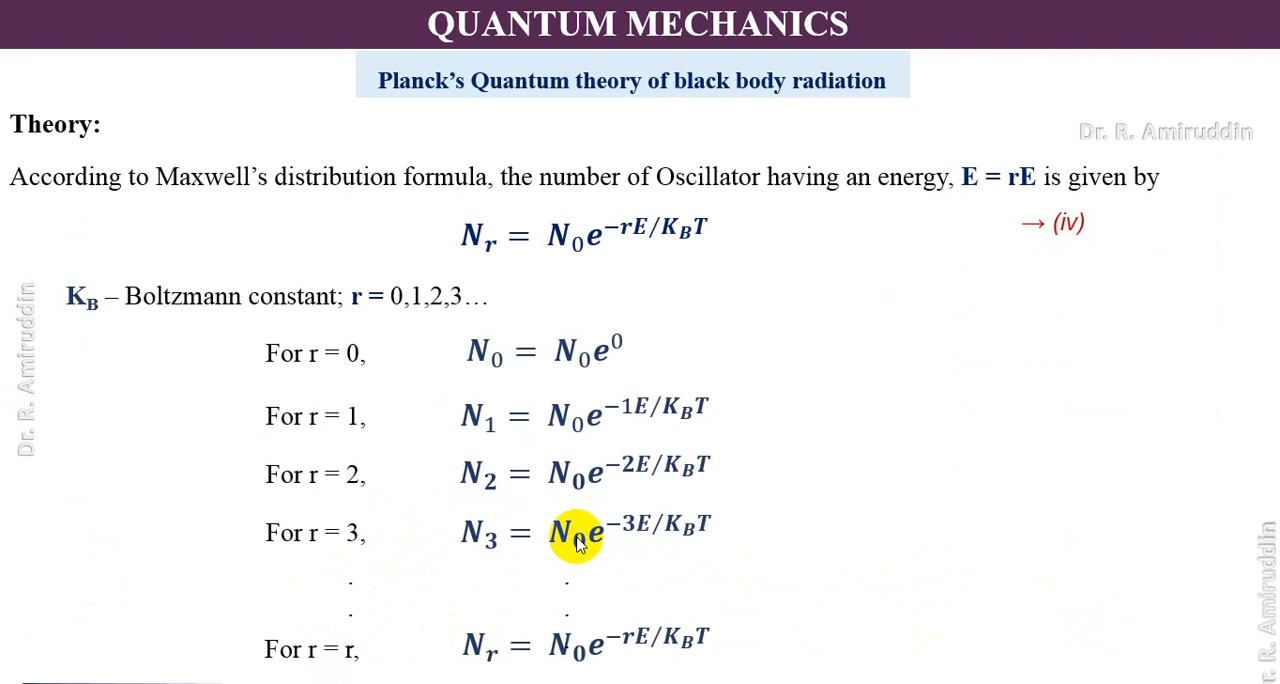 QUANTUM MECHANICS
Planck's Quantum theory of black body radiation
Theory:
Dr. R. Amiruddin
According to Maxwell's distribution formula, the number of Oscillator having an energy, E = rE is given by
N_r = N_0e^{-rE/K_BT} → (iv)
K_B – Boltzmann constant; r = 0,1,2,3…
For r = 0, N_0 = N_0e^0
For r = 1, N_1 = N_0e^{-1E/K_BT}
For r = 2, N_2 = N_0e^{-2E/K_BT}
For r = 3, N_3 = N_0e^{-3E/K_BT}
. .
. .
For r = r, N_r = N_0e^{-rE/K_BT}
Dr. R. Amiruddin
r. R. Amiruddin